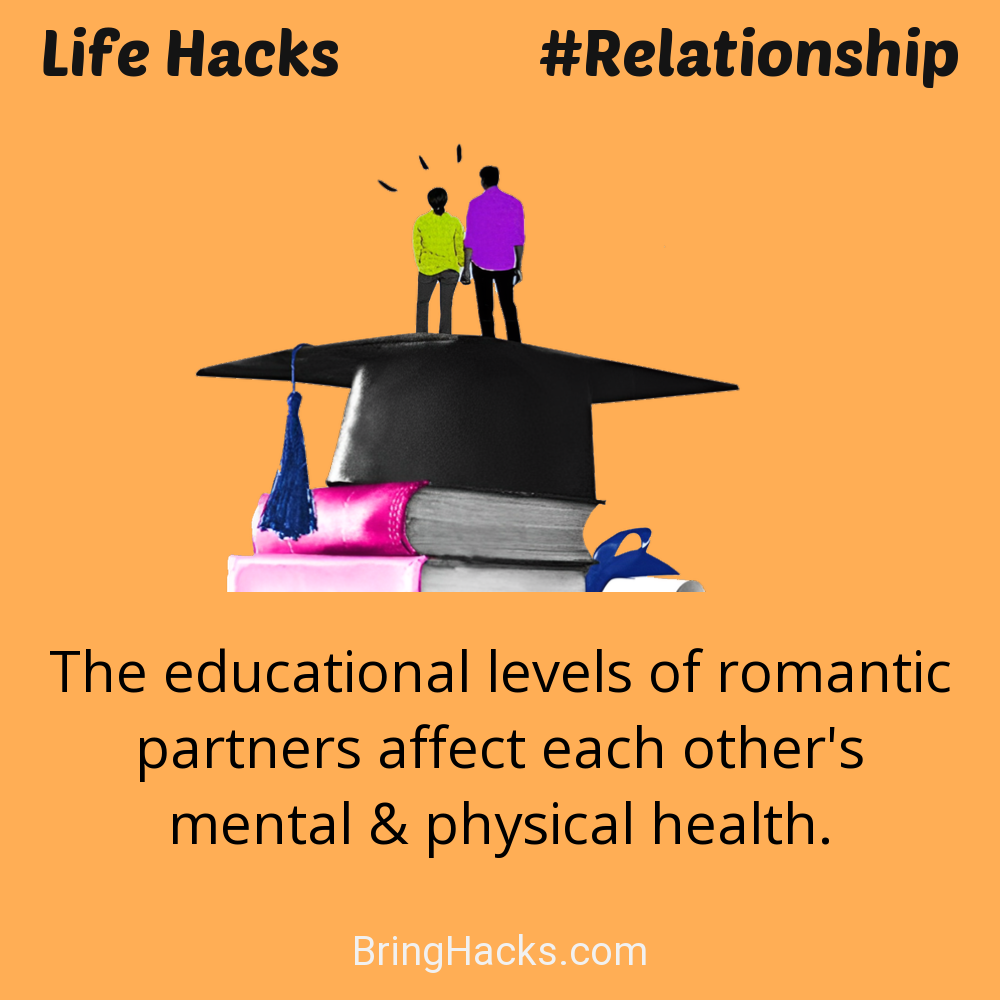 Life Hacks #Relationship
The educational levels of romantic
partners affect each other's
mental & physical health.
BringHacks.com